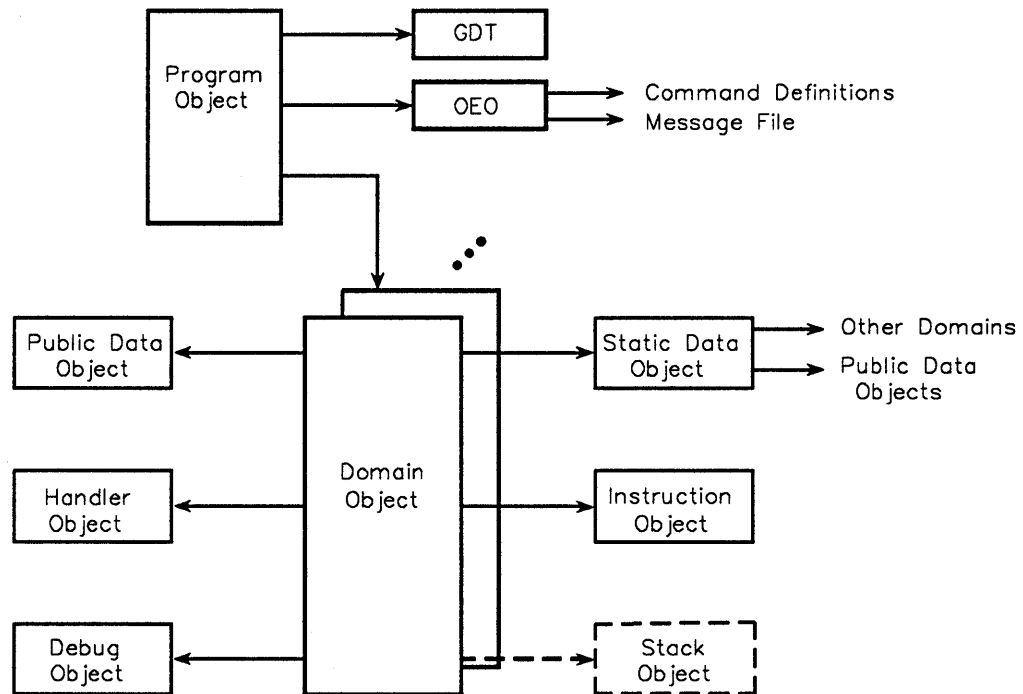 Program
Object
GDT
OEO
Command Definitions
Message File
Public Data
Object
Static Data
Object
Other Domains
Public Data
Objects
Domain
Object
Handler
Object
Instruction
Object
Debug
Object
Stack
Object